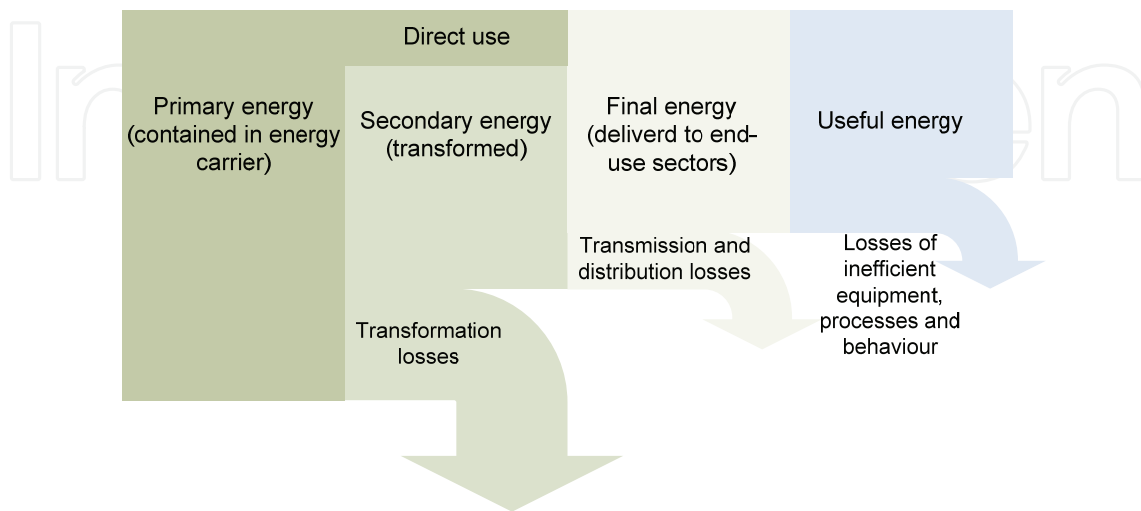 Direct use
Primary energy
(contained in energy
carrier)
Secondary energy
(transformed)
Final energy
(deliverd to end-
use sectors)
Useful energy
Transformation
losses
Transmission and
distribution losses
Losses of
inefficient
equipment,
processes and
behaviour